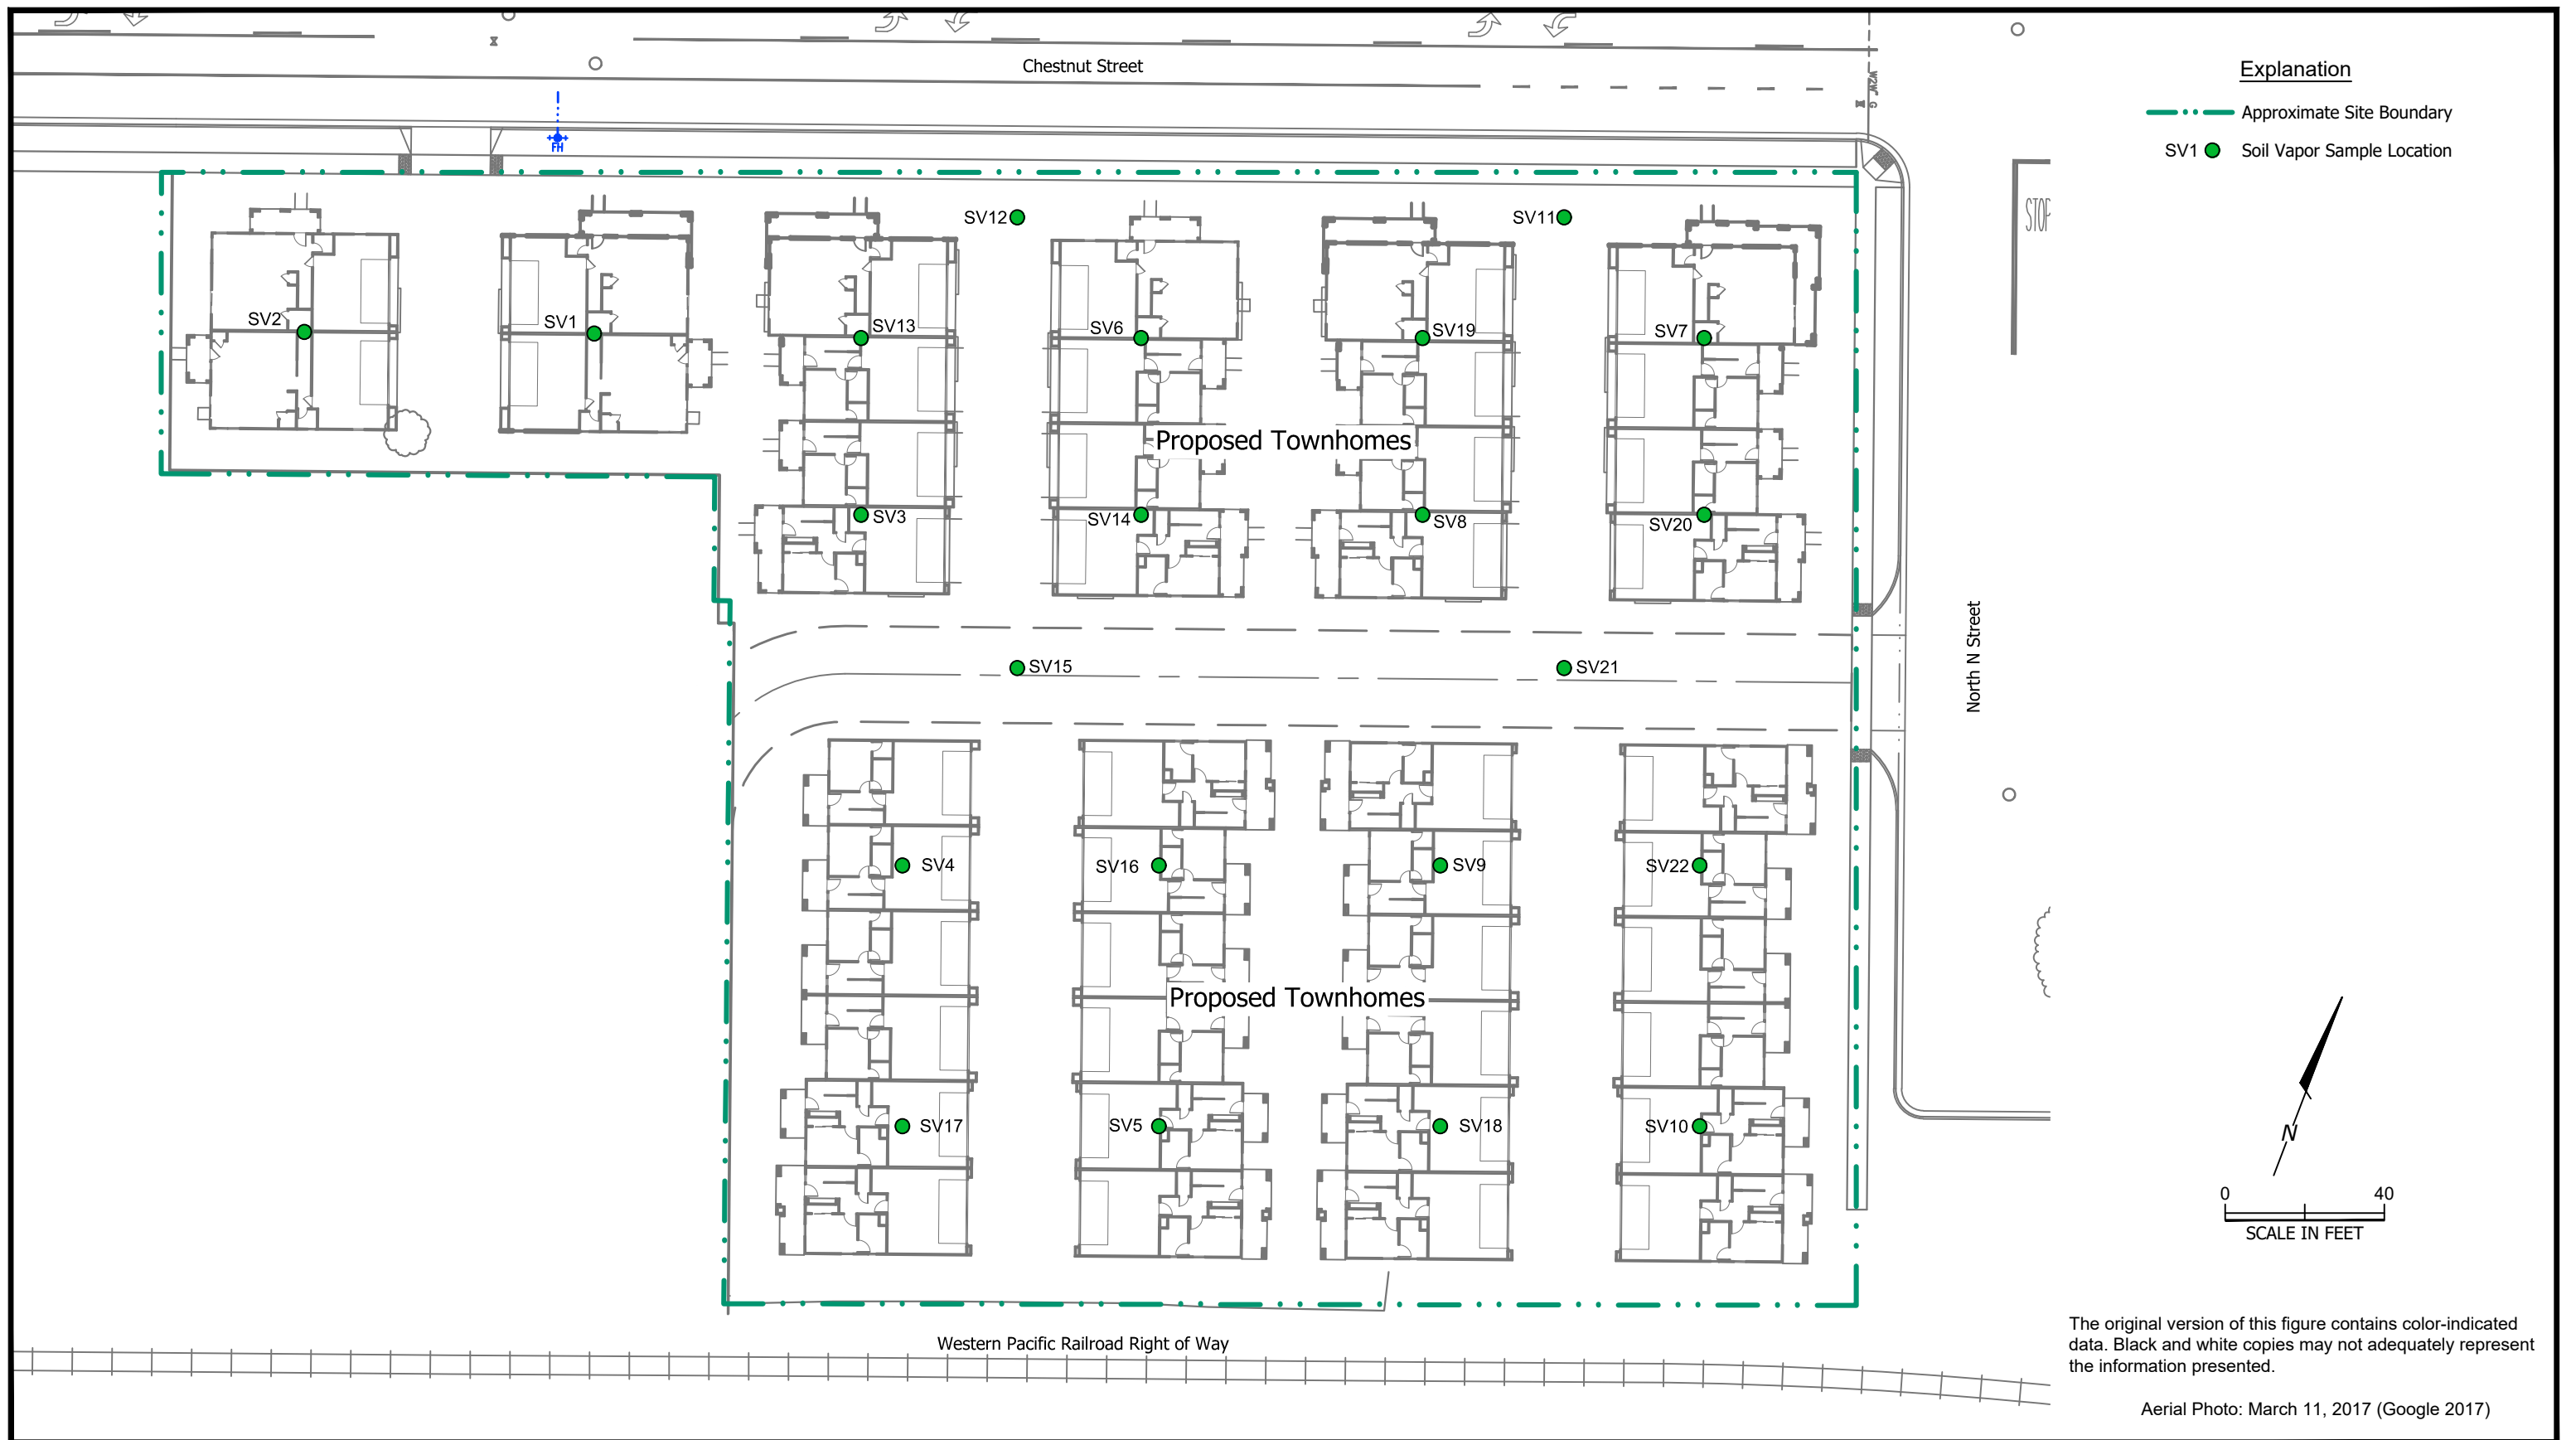 Chestnut Street
W2W" G
FH
Explanation
Approximate Site Boundary
SV1
Soil Vapor Sample Location
STOP
SV12
SV11
SV2
SV1
SV13
SV6
SV19
SV7
Proposed Townhomes
SV3
SV14
SV8
SV20
North N Street
SV15
SV21
SV4
SV16
SV9
SV22
Proposed Townhomes
SV17
SV5
SV18
SV10
N
0 40
SCALE IN FEET
Western Pacific Railroad Right of Way
The original version of this figure contains color-indicated
data. Black and white copies may not adequately represent
the information presented.
Aerial Photo: March 11, 2017 (Google 2017)